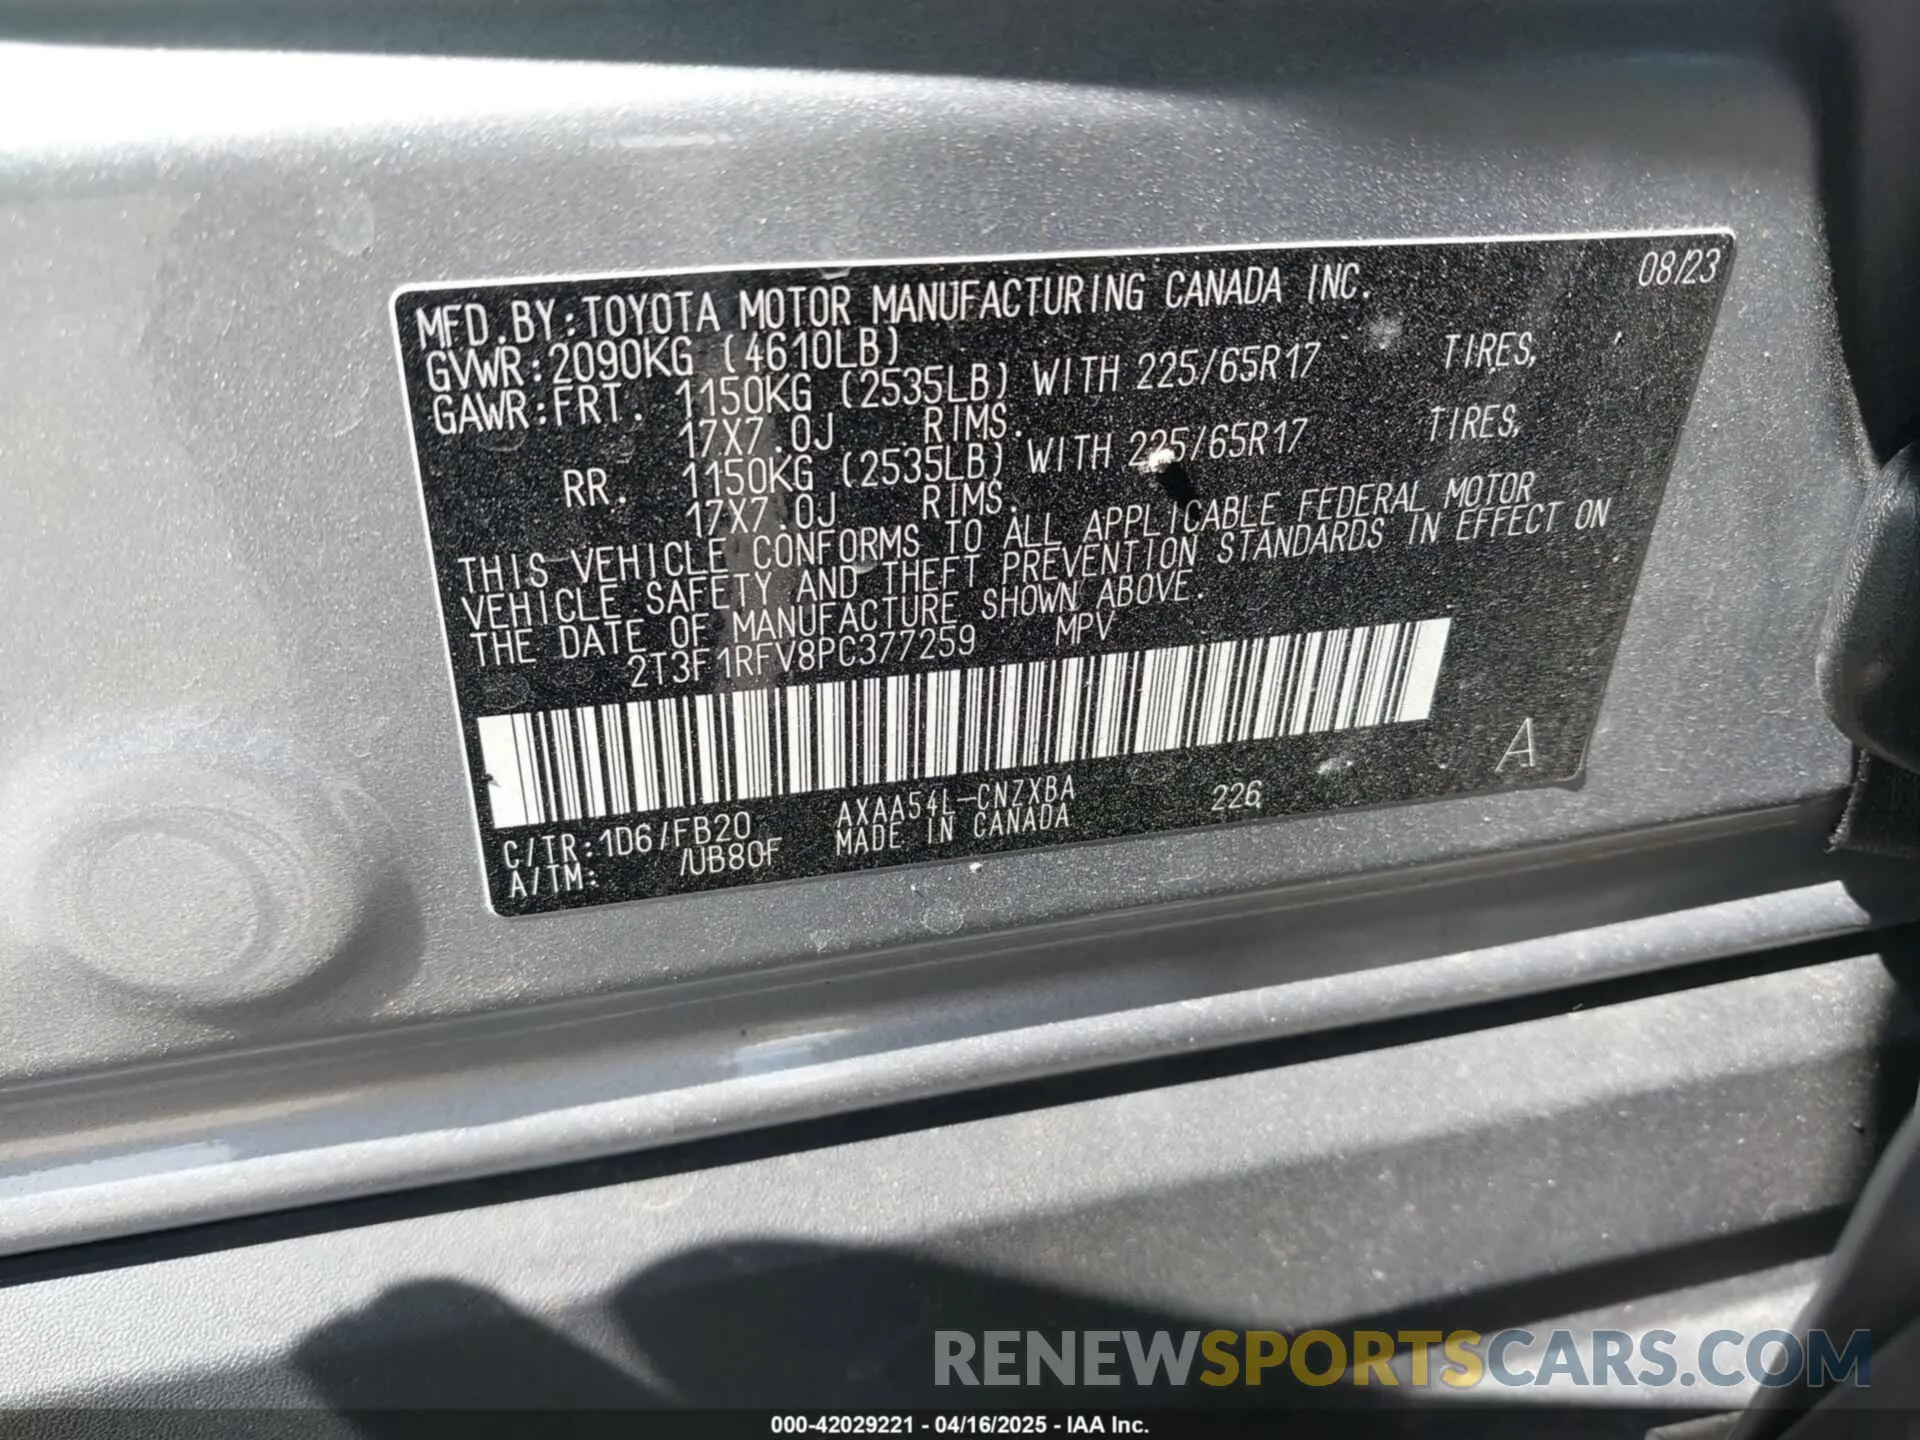 08/23
MFD.BY:TOYOTA MOTOR MANUFACTURING CANADA INC.
GVWR:2090KG (4610LB)
GAWR:FRT. 1150KG (2535LB) WITH 225/65R17 TIRES,
17X7.0J RIMS.
RR. 1150KG (2535LB) WITH 225/65R17 TIRES,
17X7.0J RIMS.
THIS VEHICLE CONFORMS TO ALL APPLICABLE FEDERAL MOTOR
VEHICLE SAFETY AND THEFT PREVENTION STANDARDS IN EFFECT ON
THE DATE OF MANUFACTURE SHOWN ABOVE.
2T3F1RFV8PC377259 MPV
A
C/TR:1D6/FB20 AXAA54L-CNZXBA 226
A/TM: /UB80F MADE IN CANADA
RENEWSPORTSCARS.COM
000-42029221 - 04/16/2025 - IAA Inc.